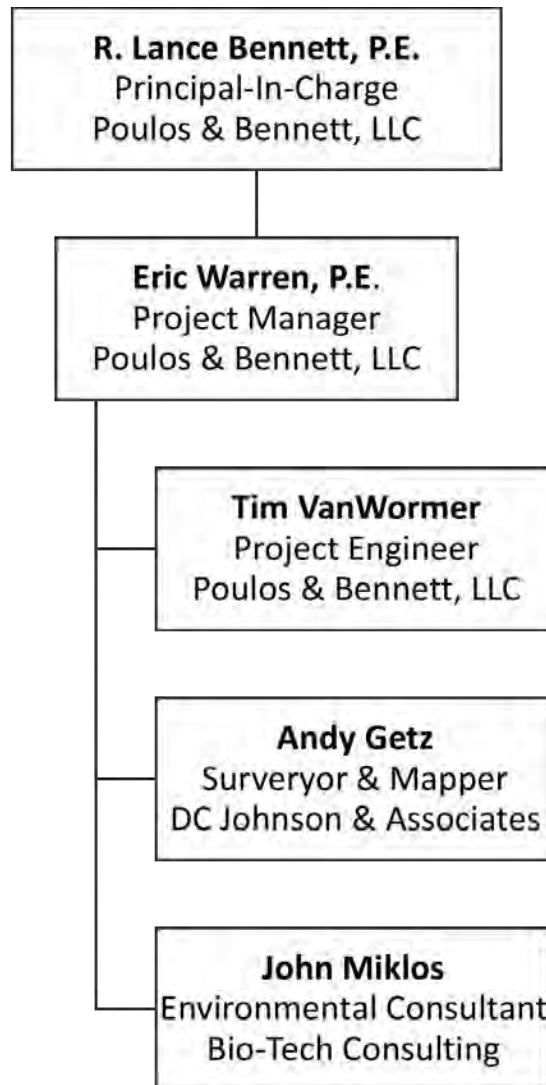 R. Lance Bennett, P.E.
Principal-In-Charge
Poulos & Bennett, LLC
Eric Warren, P.E.
Project Manager
Poulos & Bennett, LLC
Tim VanWormer
Project Engineer
Poulos & Bennett, LLC
Andy Getz
Surveryor & Mapper
DC Johnson & Associates
John Miklos
Environmental Consultant
Bio-Tech Consulting